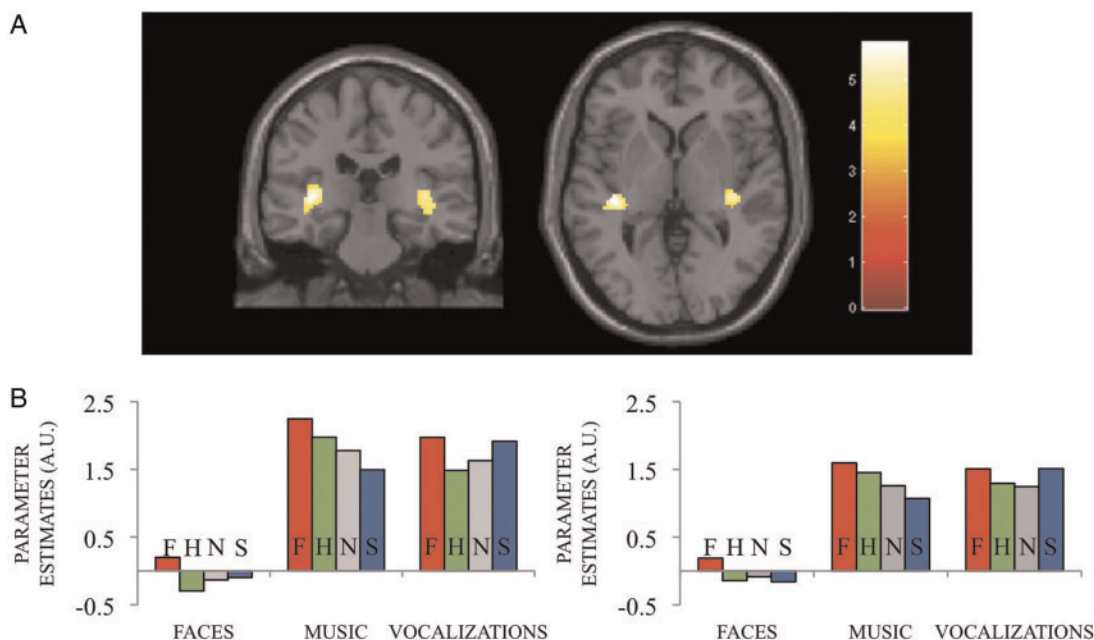 A
5
4
3
2
1
0
B
PARAMETER
ESTIMATES (A.U.)
2.5
1.5
0.5
-0.5
F H N S
F H N S
F H N S
FACES MUSIC VOCALIZATIONS
PARAMETER
ESTIMATES (A.U.)
2.5
1.5
0.5
-0.5
F H N S
F H N S
F H N S
FACES MUSIC VOCALIZATIONS